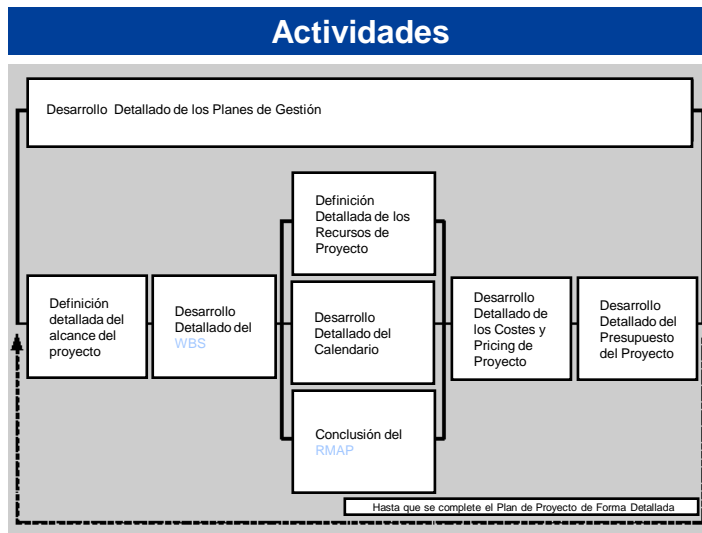 Actividades
Desarrollo Detallado de los Planes de Gestión
Definición
Detallada de los
Recursos de
Proyecto
Definición
detallada del
alcance del
proyecto
Desarrollo
Detallado del
WBS
Desarrollo
Detallado del
Calendario
Desarrollo
Detallado de
los Costes y
Pricing de
Proyecto
Desarrollo
Detallado del
Presupuesto
del Proyecto
Conclusión del
RMAP
Hasta que se complete el Plan de Proyecto de Forma Detallada